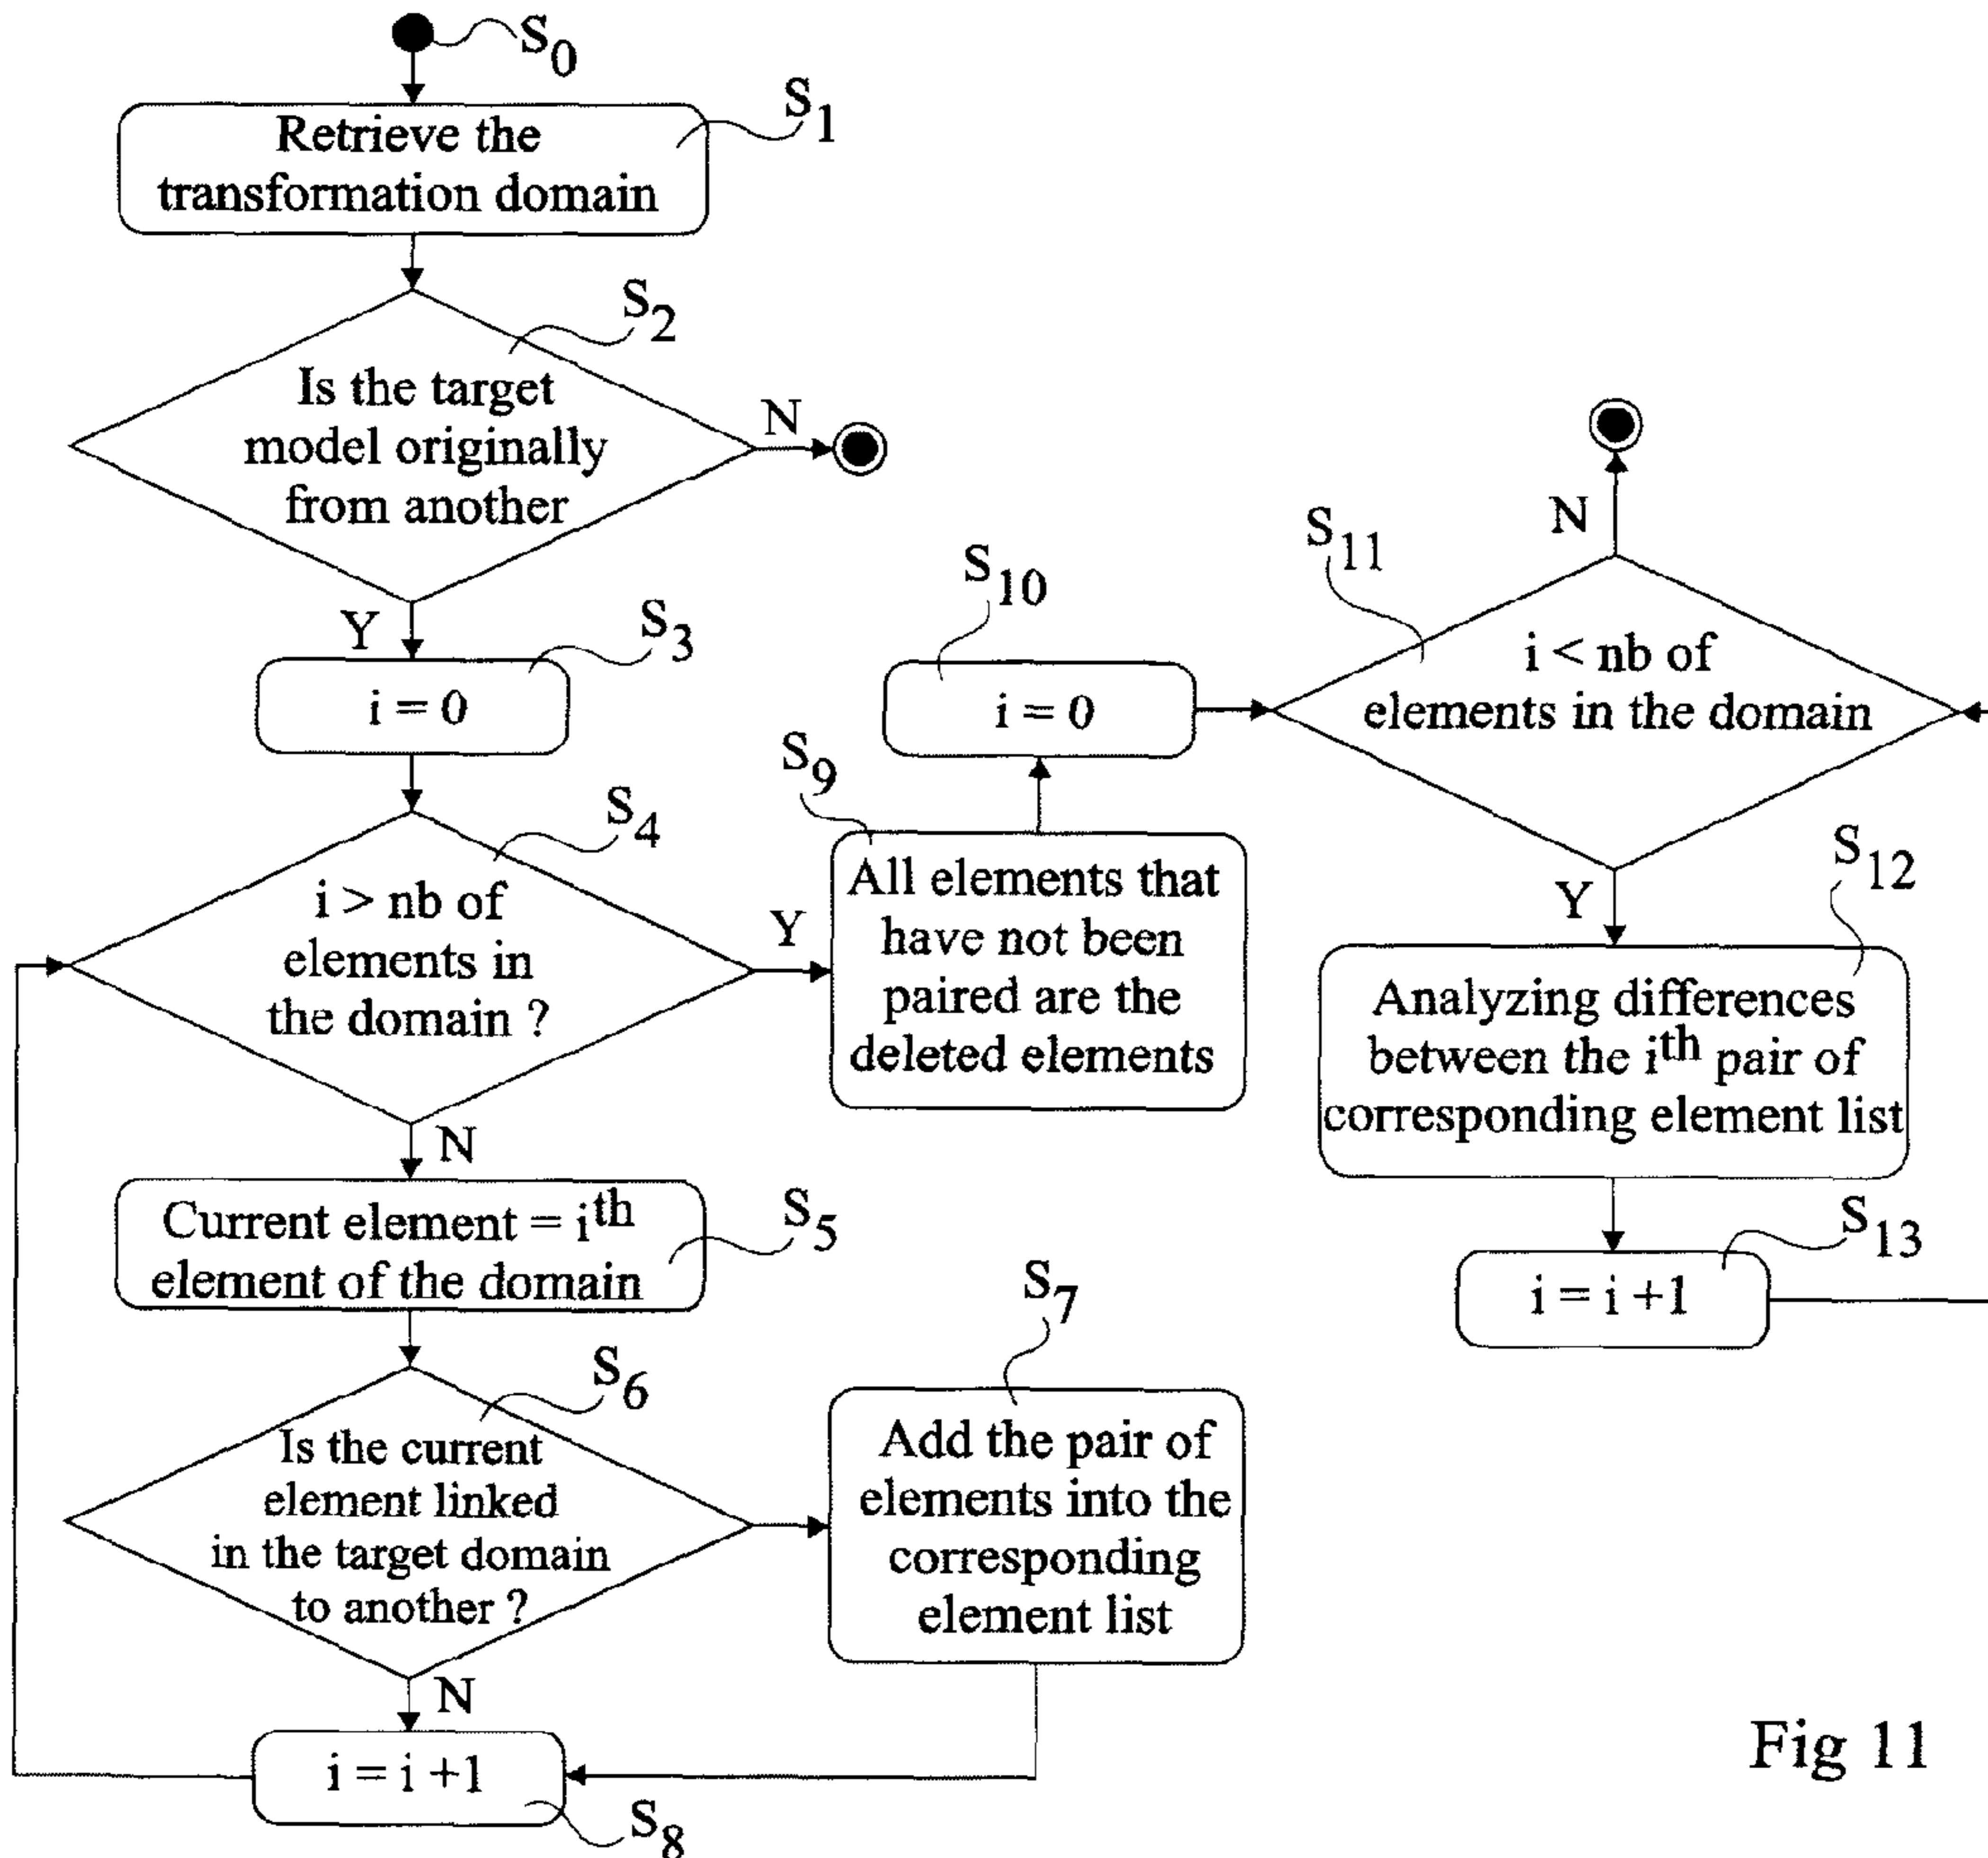 S0
S1
Retrieve the
transformation domain
S2
Is the target
model originally
from another
N
Y
S3
i = 0
S4
i > nb of
elements in
the domain ?
Y
N
Current element = ith
element of the domain
S5
S6
Is the current
element linked
in the target domain
to another ?
N
i = i +1
S8
S7
Add the pair of
elements into the
corresponding
element list
S9
All elements that
have not been
paired are the
deleted elements
S10
i = 0
S11
N
i < nb of
elements in the domain
Y
S12
Analyzing differences
between the ith pair of
corresponding element list
S13
i = i +1
Fig 11